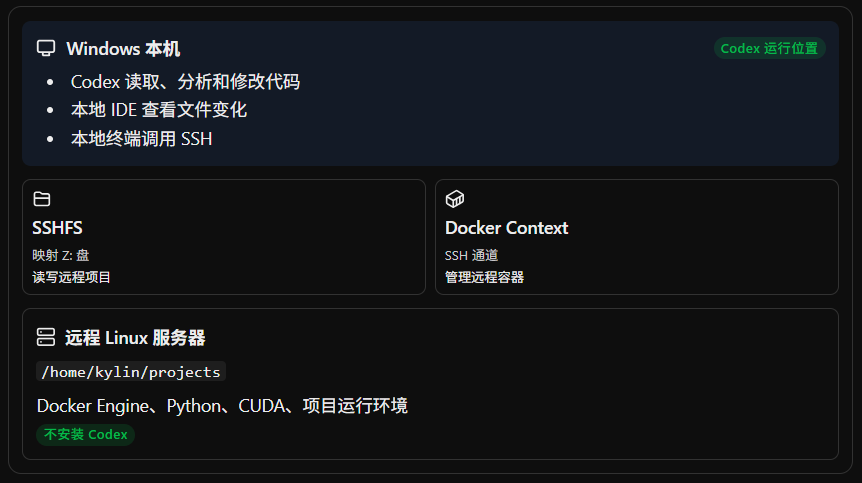 Windows 本机
Codex 运行位置
Codex 读取、分析和修改代码
本地 IDE 查看文件变化
本地终端调用 SSH
SSHFS
映射 Z: 盘
读写远程项目
Docker Context
SSH 通道
管理远程容器
远程 Linux 服务器
/home/kylin/projects
Docker Engine、Python、CUDA、项目运行环境
不安装 Codex